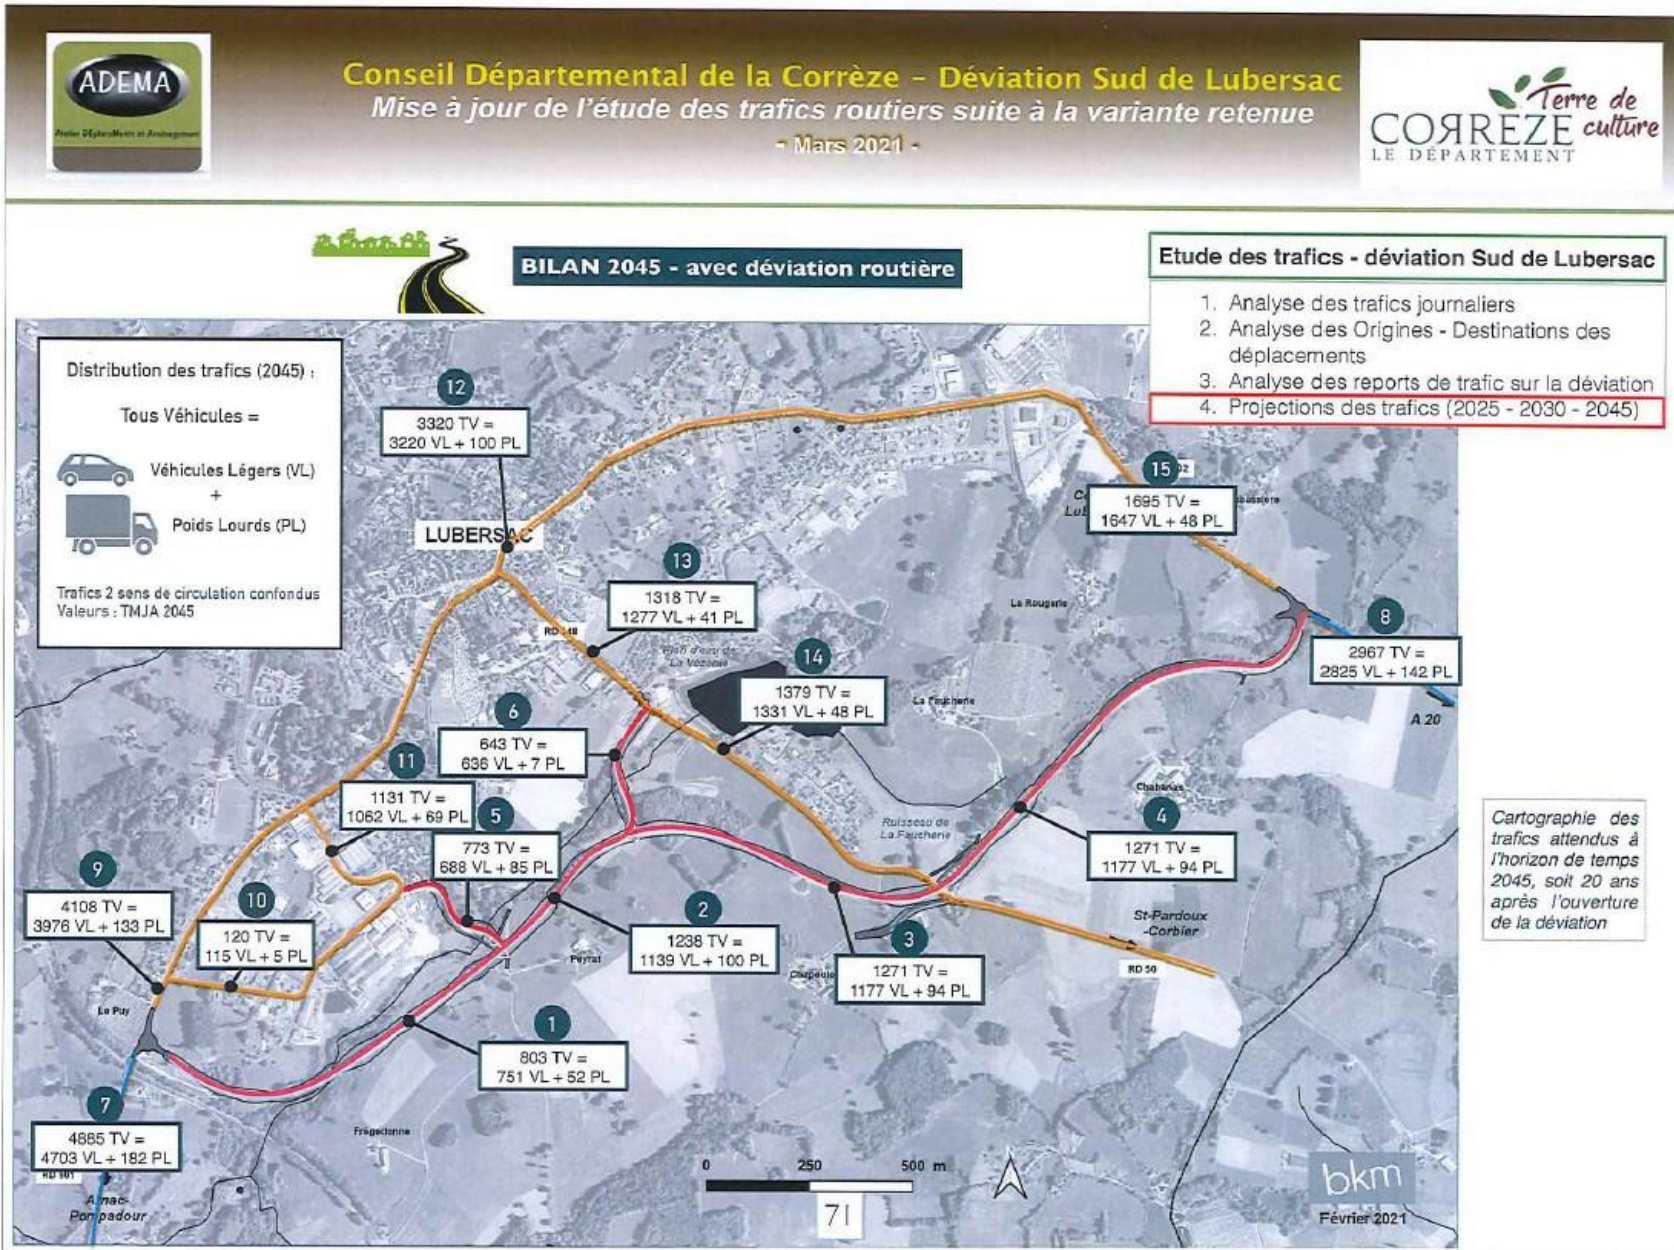 ADEMA
Conseil Départemental de la Corrèze – Déviation Sud de Lubersac
Mise à jour de l'étude des trafics routiers suite à la variante retenue
- Mars 2021 -
Terre de
culture
CORRÈZE
LE DÉPARTEMENT
BILAN 2045 - avec déviation routière
Etude des trafics - déviation Sud de Lubersac
1. Analyse des trafics journaliers
2. Analyse des Origines - Destinations des
déplacements
3. Analyse des reports de trafic sur la déviation
4. Projections des trafics (2025 - 2030 - 2045)
Distribution des trafics (2045) :
Tous Véhicules =
Véhicules Légers (VL)
+
Poids Lourds (PL)
Trafics 2 sens de circulation confondus
Valeurs : TMJA 2045
12
3320 TV =
3220 VL + 100 PL
15
1695 TV =
1647 VL + 48 PL
LUBERSAC
13
1318 TV =
1277 VL + 41 PL
La Rougerie
8
2967 TV =
2825 VL + 142 PL
A 20
Plan d'eau de
La Vézénie
14
1379 TV =
1331 VL + 48 PL
La Faucherie
6
643 TV =
636 VL + 7 PL
11
1131 TV =
1062 VL + 69 PL
5
773 TV =
688 VL + 85 PL
Ruisseau de
La Faucherie
Chabanas
4
1271 TV =
1177 VL + 94 PL
Cartographie des
trafics attendus à
l'horizon de temps
2045, soit 20 ans
après l'ouverture
de la déviation
9
4108 TV =
3976 VL + 133 PL
10
120 TV =
115 VL + 5 PL
2
1238 TV =
1139 VL + 100 PL
Peyrat
3
1271 TV =
1177 VL + 94 PL
St-Pardoux
-Corbier
RD 50
Le Puy
1
803 TV =
751 VL + 52 PL
7
4885 TV =
4703 VL + 182 PL
Pompadour
0 250 500 m
71
bkm
Février 2021